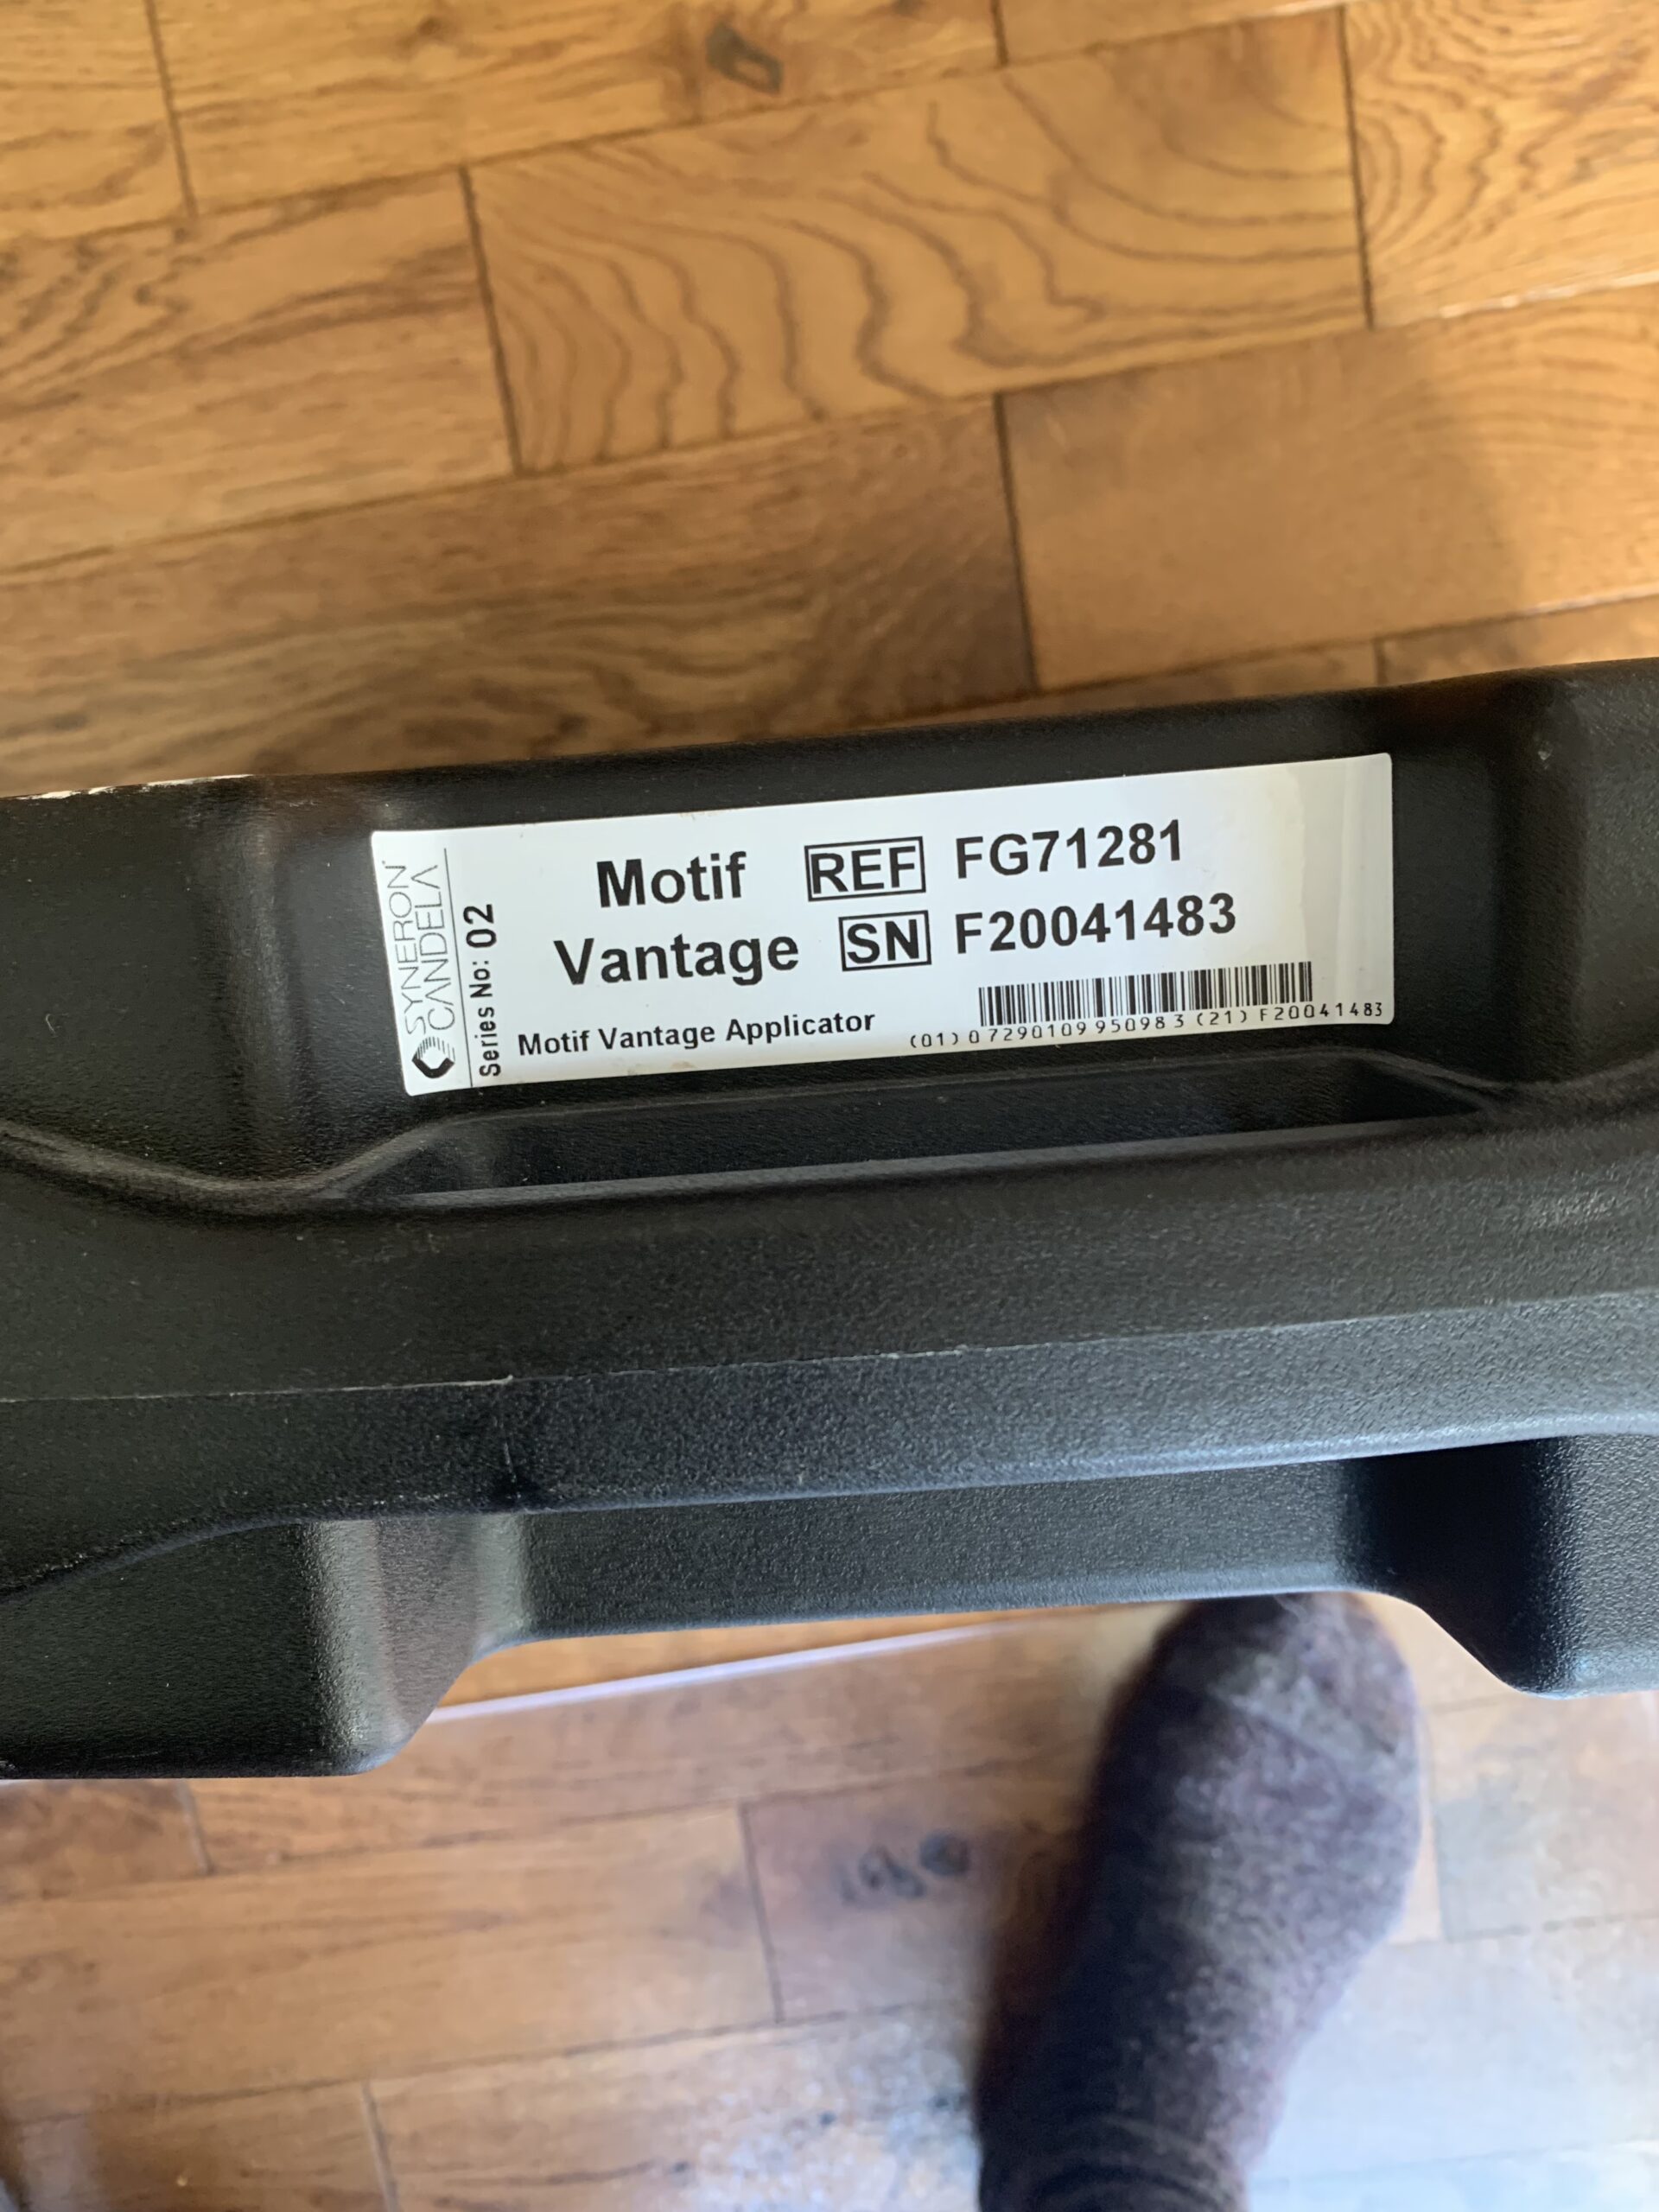 SYNERON
CANDELA
Series No: 02
Motif
Vantage
REF FG71281
SN F20041483
Motif Vantage Applicator
(01) 07290109950983 (21) F20041483